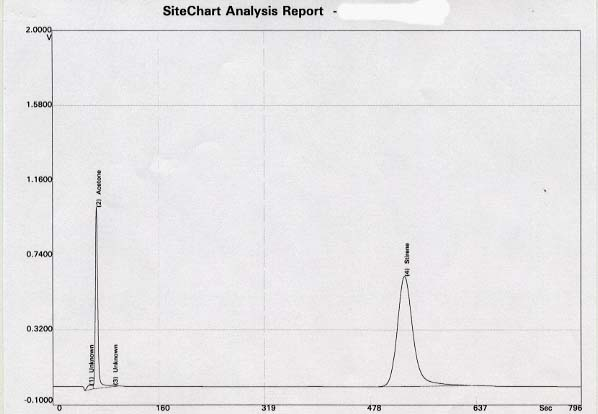 SiteChart Analysis Report -
2.0000
V
1.5800
1.1600
(2) Acetone
0.7400
(4) Stirene
0.3200
(1) Unknown
(3) Unknown
-0.1000
0 160 319 478 637 Sec 796